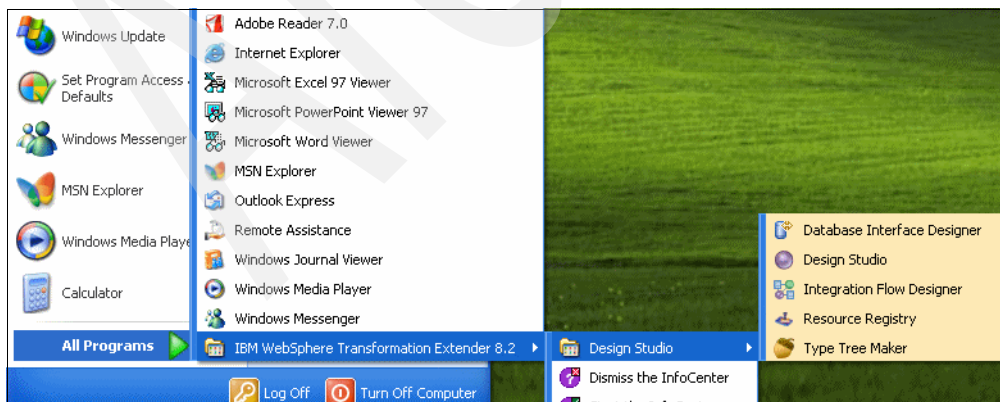 Windows Update
Set Program Access
Defaults
Windows Messenger
MSN Explorer
Windows Media Playe
Calculator
All Programs
Log Off
Turn Off Computer
Adobe Reader 7.0
Internet Explorer
Microsoft Excel 97 Viewer
Microsoft PowerPoint Viewer 97
Microsoft Word Viewer
MSN Explorer
Outlook Express
Remote Assistance
Windows Journal Viewer
Windows Media Player
Windows Messenger
IBM WebSphere Transformation Extender 8.2
Design Studio
Dismiss the InfoCenter
Database Interface Designer
Design Studio
Integration Flow Designer
Resource Registry
Type Tree Maker